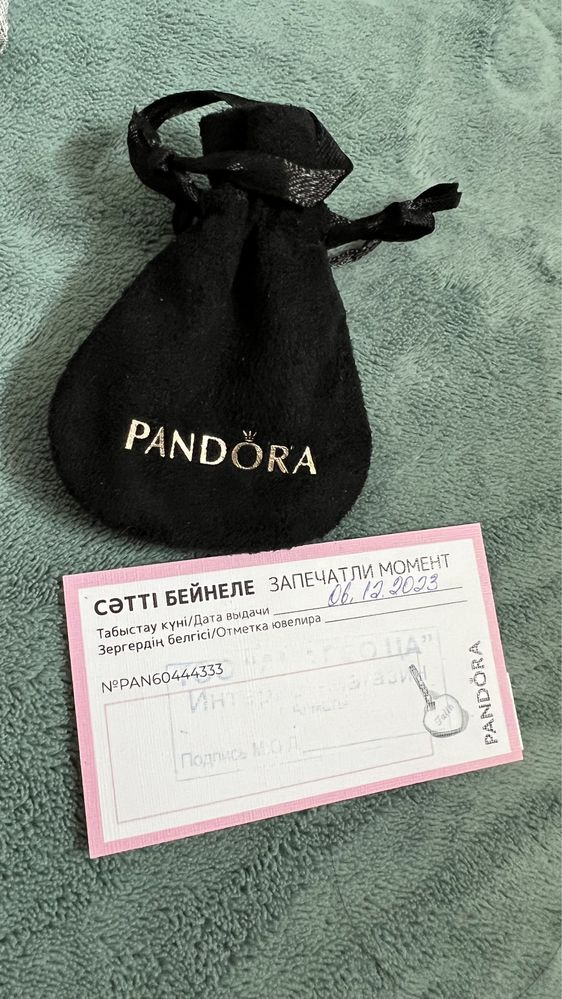 PANDORA
СӘТТІ БЕЙНЕЛЕ ЗАПЕЧАТЛИ МОМЕНТ
Табыстау күні/Дата выдачи 06.12.2023
Зергердің белгісі/Отметка ювелира
№PAN60444333
Подпись М.О.Л
Faith
PANDORA